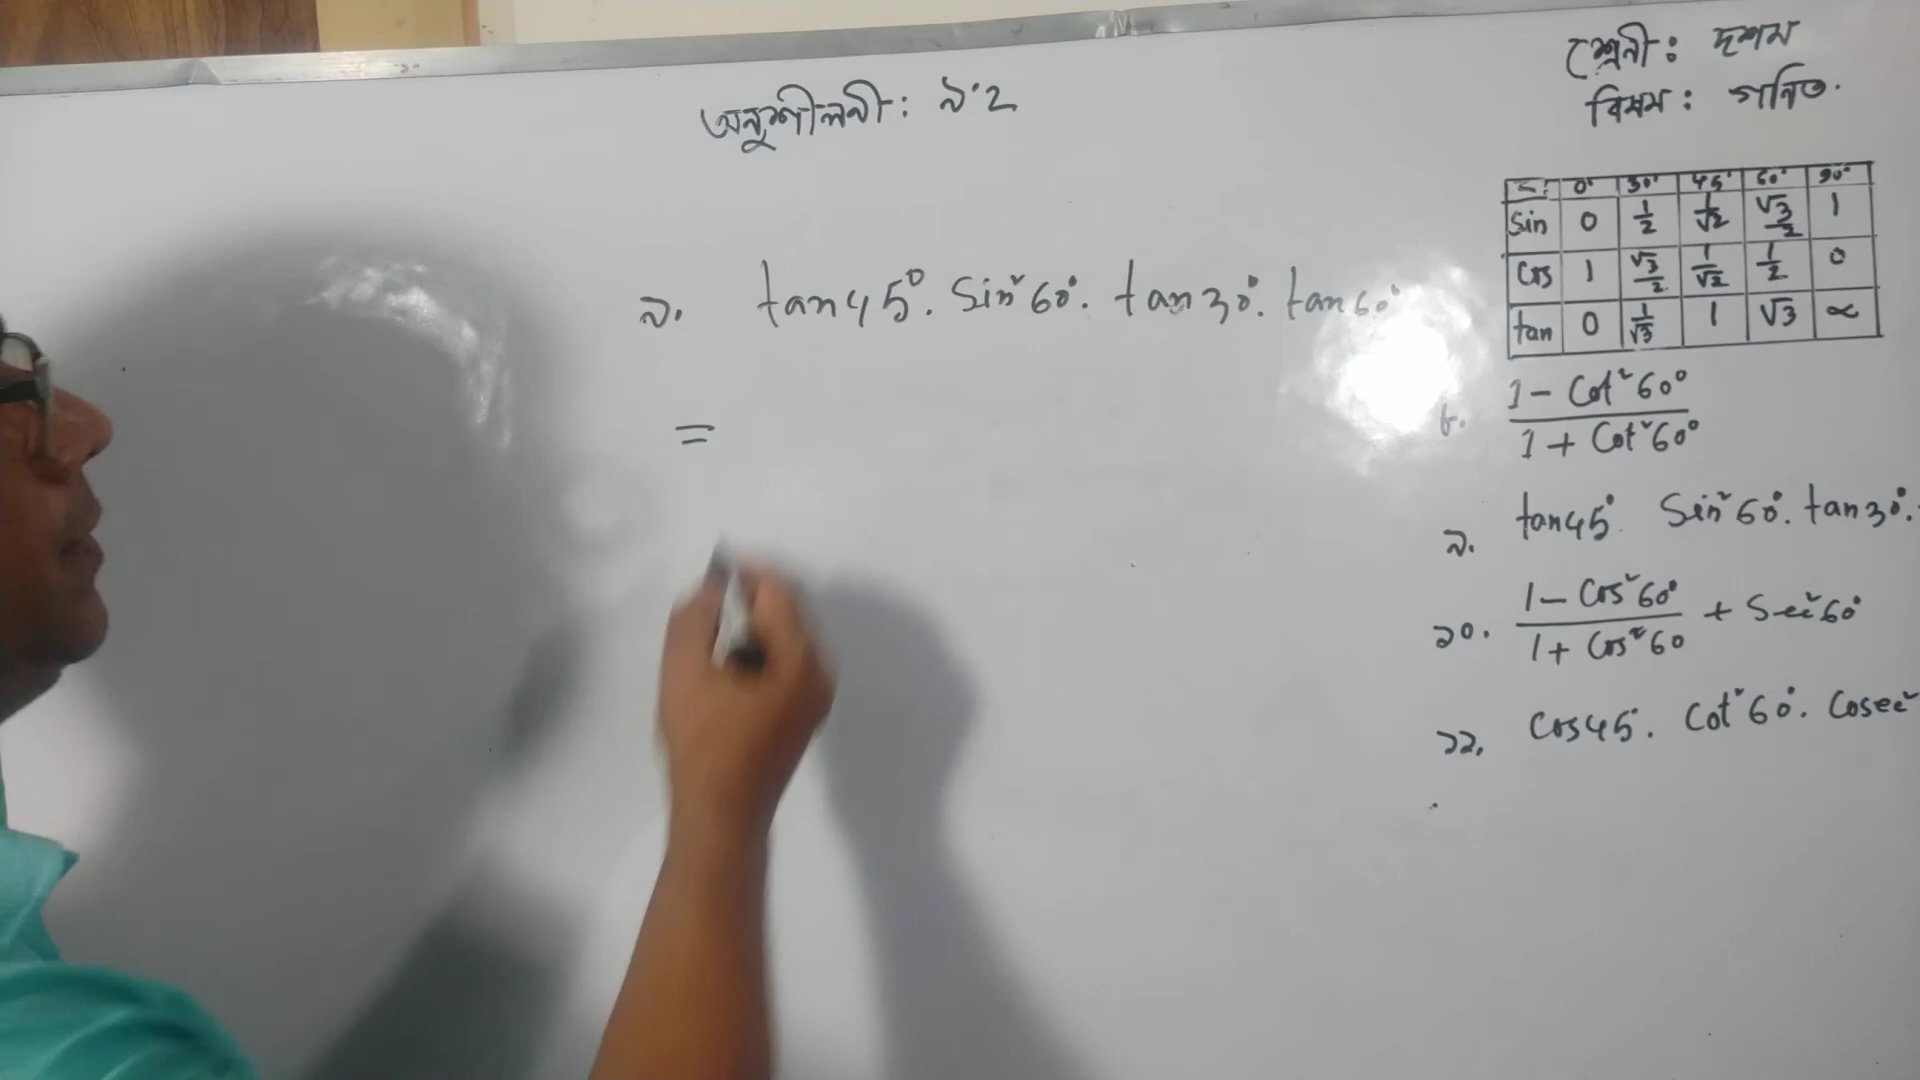 শ্রেনী: দশম
বিষয়: গনিত.
অনুশীলনী: ৯.2
৯. tan45°. Sin²60°. tan30°. tan60°
=
∠ 0° 30° 45° 60° 90°
Sin 0 1/2 1/√2 √3/2 1
Cos 1 √3/2 1/√2 1/2 0
tan 0 1/√3 1 √3 ∝
৮. (1 - Cot²60°)/(1 + Cot²60°)
৯. tan45° Sin²60°. tan30°.
১০. (1 - Cos²60°)/(1 + Cos²60) + Sec²60°
১১. Cos45°. Cot²60°. Cosec²